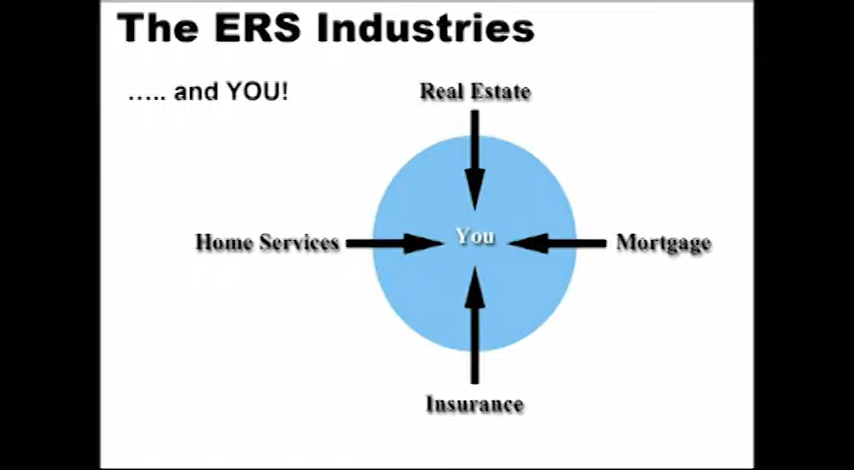 The ERS Industries
..... and YOU!
Real Estate
Home Services
You
Mortgage
Insurance